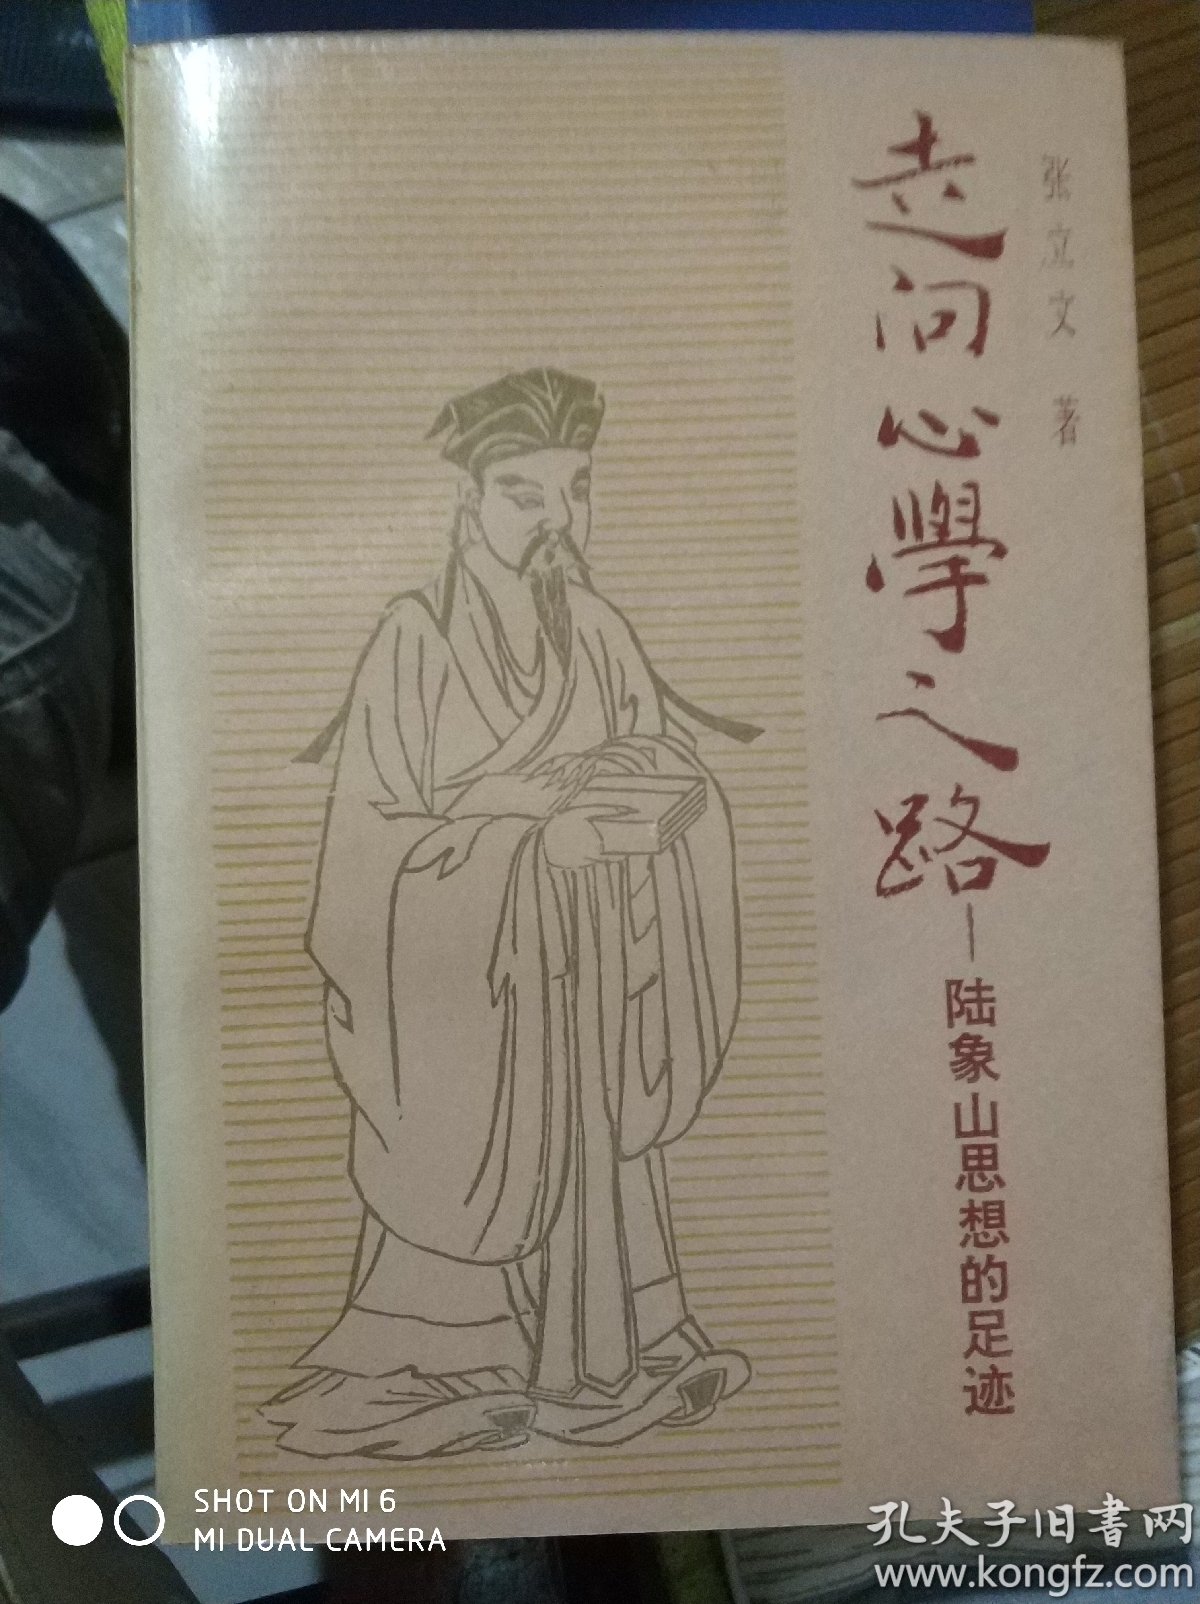 张立文 著
走向心學之路
—陆象山思想的足迹
SHOT ON MI 6
MI DUAL CAMERA
孔夫子旧书网
www.kongfz.com